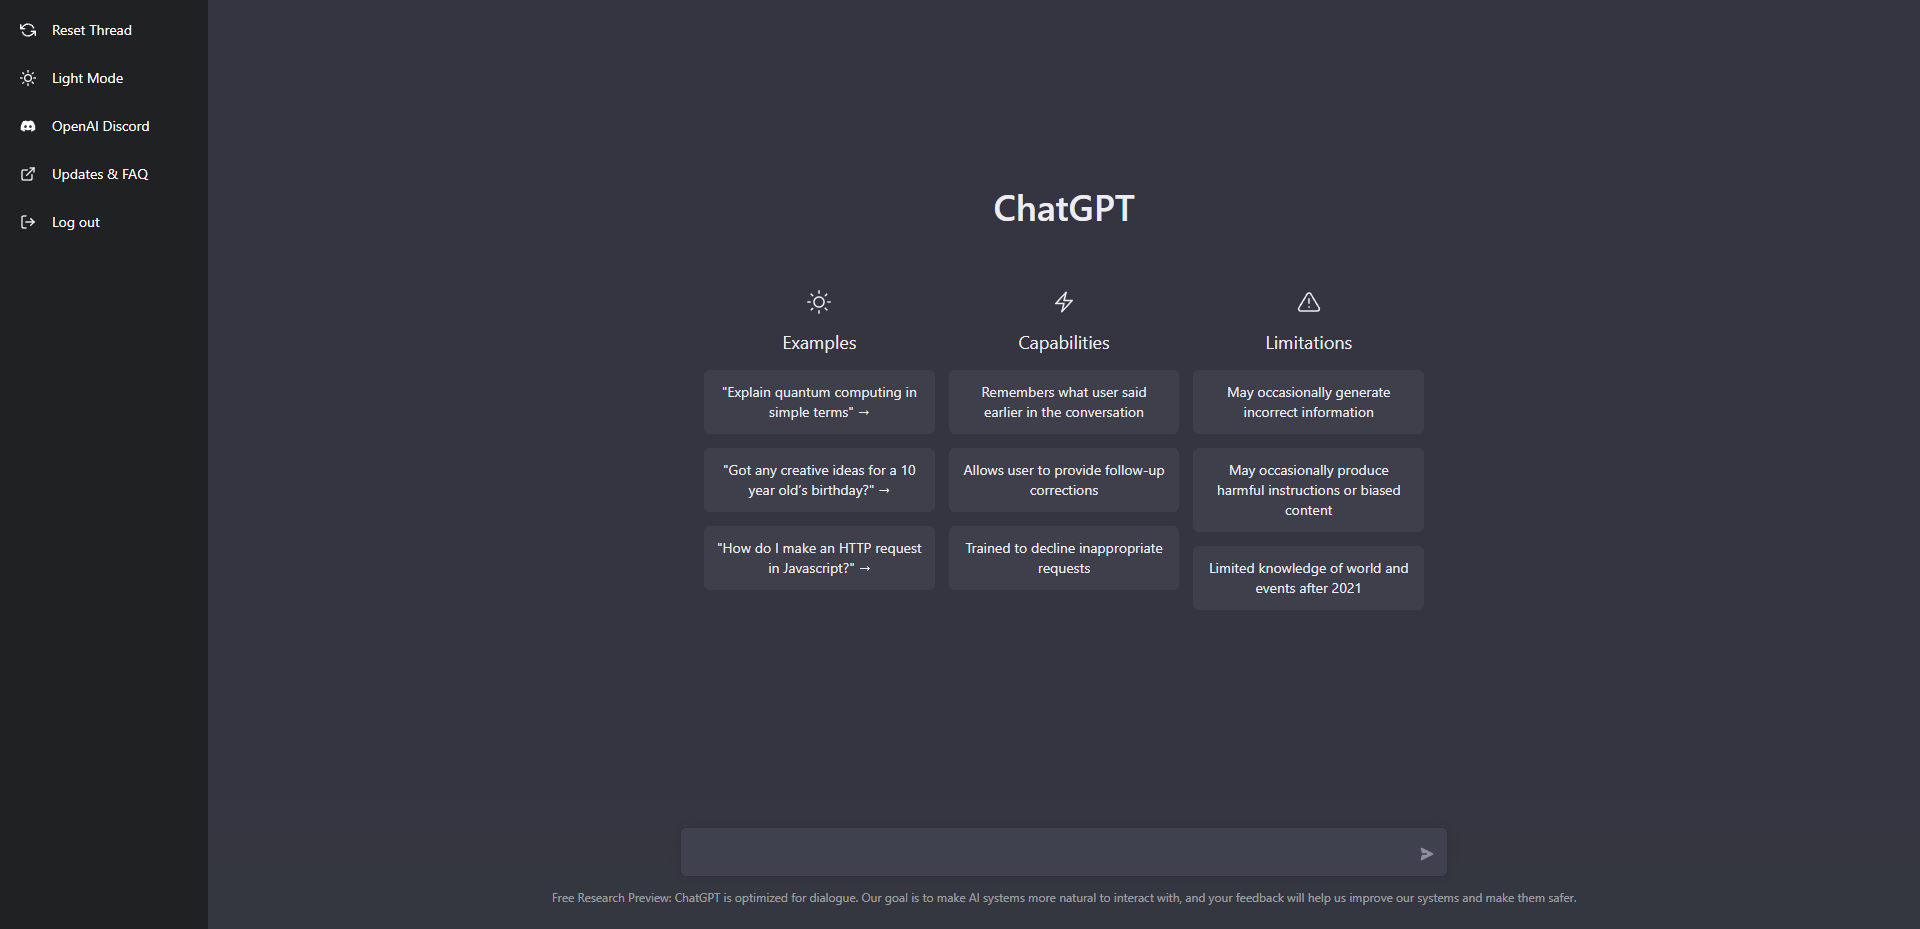 Reset Thread
Light Mode
OpenAI Discord
Updates & FAQ
Log out
ChatGPT
Examples
"Explain quantum computing in
simple terms" →
"Got any creative ideas for a 10
year old’s birthday?" →
"How do I make an HTTP request
in Javascript?" →
Capabilities
Remembers what user said
earlier in the conversation
Allows user to provide follow-up
corrections
Trained to decline inappropriate
requests
Limitations
May occasionally generate
incorrect information
May occasionally produce
harmful instructions or biased
content
Limited knowledge of world and
events after 2021
Free Research Preview: ChatGPT is optimized for dialogue. Our goal is to make AI systems more natural to interact with, and your feedback will help us improve our systems and make them safer.